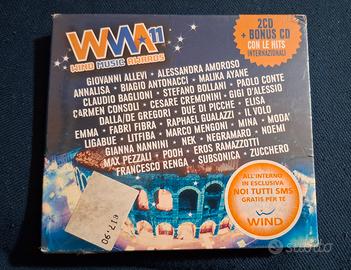 WMA11
WIND MUSIC AWARDS
2CD
+ BONUS CD
CON LE HITS
INTERNAZIONALI
GIOVANNI ALLEVI • ALESSANDRA AMOROSO
ANNALISA • BIAGIO ANTONACCI • MALIKA AYANE
CLAUDIO BAGLIONI • STEFANO BOLLANI • PAOLO CONTE
CARMEN CONSOLI • CESARE CREMONINI • GIGI D'ALESSIO
DALLA/DE GREGORI • DUE DI PICCHE • ELISA
EMMA • FABRI FIBRA • RAPHAEL GUALAZZI • IL VOLO
LIGABUE • LITFIBA • MARCO MENGONI • MINA • MODA'
GIANNA NANNINI • NEK • NEGRAMARO • NOEMI
MAX PEZZALI • POOH • EROS RAMAZZOTTI
FRANCESCO RENGA • SUBSONICA • ZUCCHERO
€17,90
ALL'INTERNO
IN ESCLUSIVA
NOI TUTTI SMS
GRATIS PER TE
WIND
subito